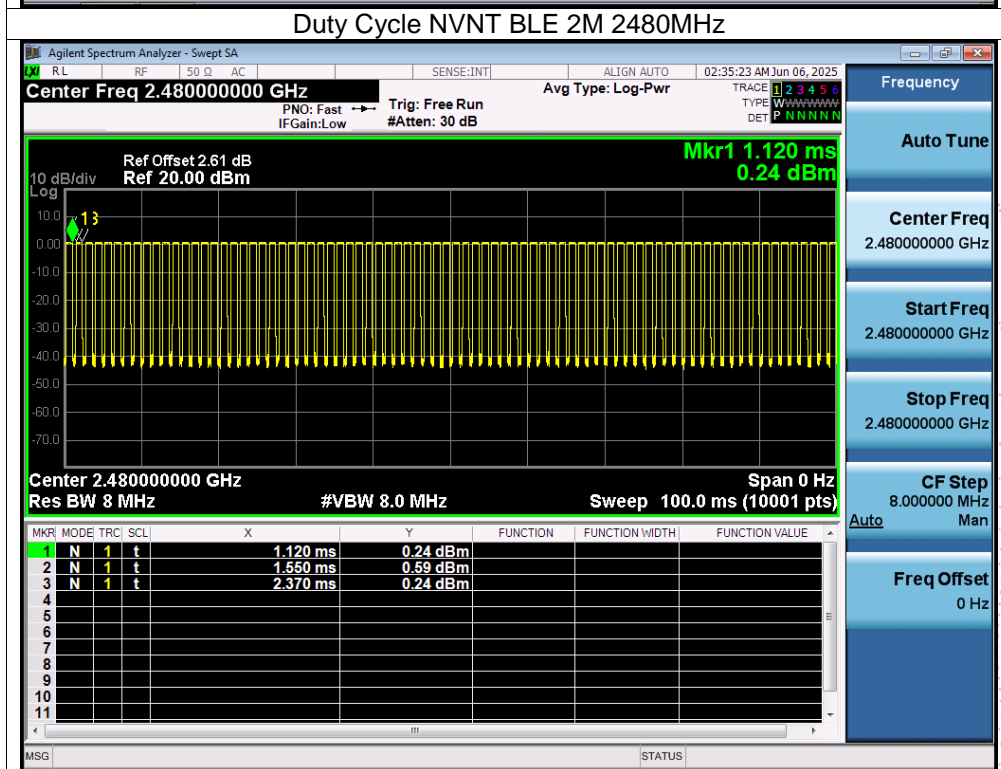 Duty Cycle NVNT BLE 2M 2480MHz
Agilent Spectrum Analyzer - Swept SA
LXI RL RF 50 Ω AC SENSE:INT ALIGN AUTO 02:35:23 AM Jun 06, 2025
Center Freq 2.480000000 GHz
PNO: Fast
IFGain:Low
Trig: Free Run
#Atten: 30 dB
Avg Type: Log-Pwr
TRACE 1 2 3 4 5 6
TYPE WWWWWWW
DET P N N N N N
Ref Offset 2.61 dB
10 dB/div Ref 20.00 dBm
Log
Mkr1 1.120 ms
0.24 dBm
10.0
0.00
-10.0
-20.0
-30.0
-40.0
-50.0
-60.0
-70.0
1 3
Center 2.480000000 GHz Span 0 Hz
Res BW 8 MHz #VBW 8.0 MHz Sweep 100.0 ms (10001 pts)
MKR MODE TRC SCL X Y FUNCTION FUNCTION WIDTH FUNCTION VALUE
1 N 1 t 1.120 ms 0.24 dBm
2 N 1 t 1.550 ms 0.59 dBm
3 N 1 t 2.370 ms 0.24 dBm
4
5
6
7
8
9
10
11
MSG STATUS
Frequency
Auto Tune
Center Freq
2.480000000 GHz
Start Freq
2.480000000 GHz
Stop Freq
2.480000000 GHz
CF Step
8.000000 MHz
Auto Man
Freq Offset
0 Hz